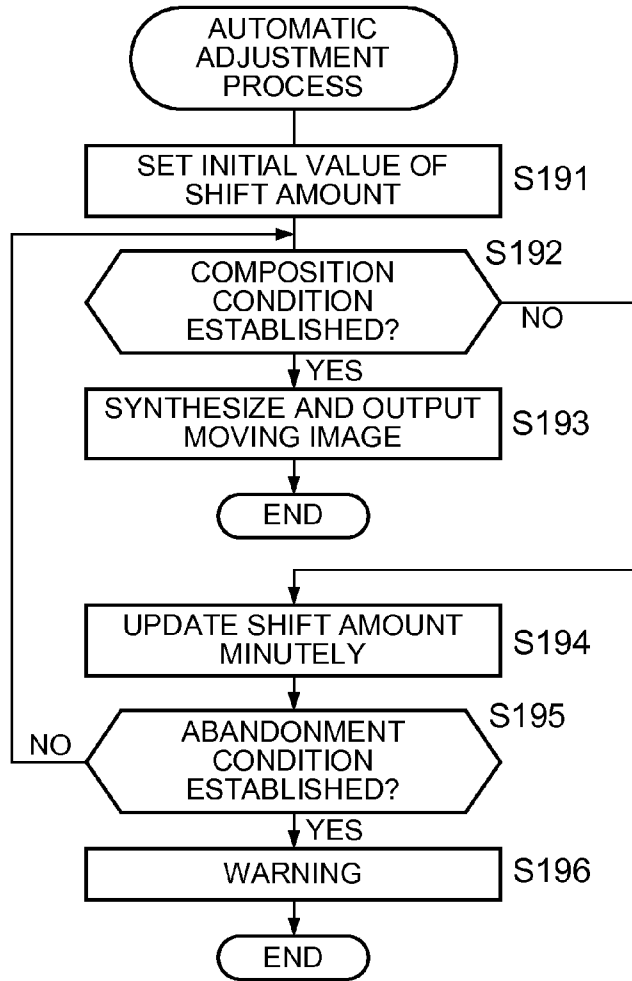 AUTOMATIC
ADJUSTMENT
PROCESS
SET INITIAL VALUE OF
SHIFT AMOUNT
S191
S192
COMPOSITION
CONDITION
ESTABLISHED?
NO
YES
SYNTHESIZE AND OUTPUT
MOVING IMAGE
S193
END
UPDATE SHIFT AMOUNT
MINUTELY
S194
S195
ABANDONMENT
CONDITION
ESTABLISHED?
NO
YES
WARNING
S196
END